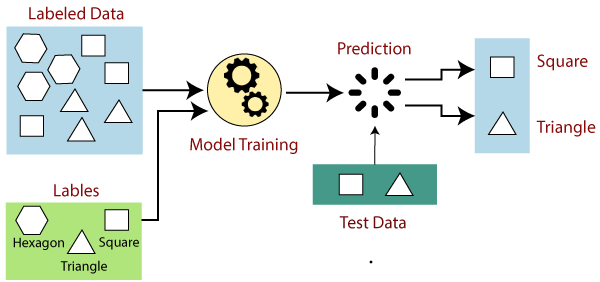 Labeled Data
Prediction
Square
Model Training
Triangle
Lables
Hexagon
Square
Triangle
Test Data
.